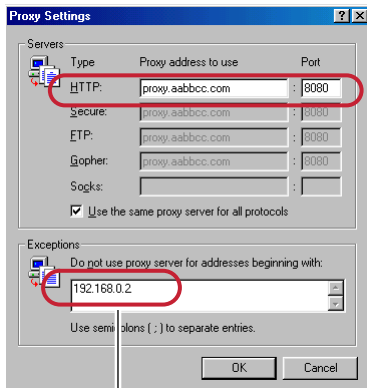 Proxy Settings
Servers
Type Proxy address to use Port
HTTP: proxy.aabbcc.com : 8080
Secure: proxy.aabbcc.com : 8080
FTP: proxy.aabbcc.com : 8080
Gopher: proxy.aabbcc.com : 8080
Socks: :
Use the same proxy server for all protocols
Exceptions
Do not use proxy server for addresses beginning with:
192.168.0.2
Use semicolons ( ; ) to separate entries.
OK Cancel